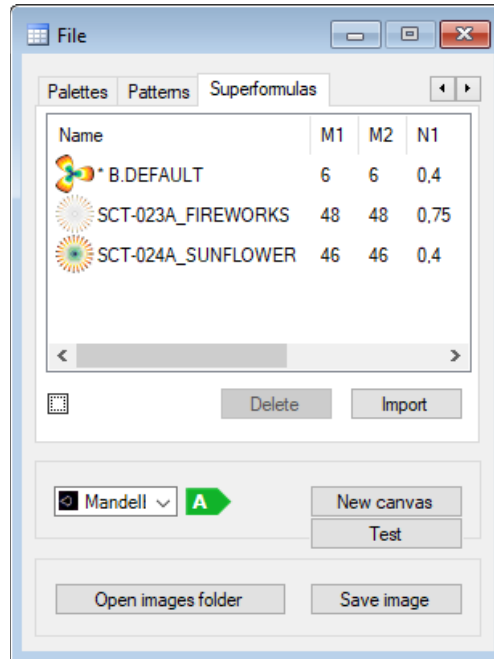 File
Palettes Patterns Superformulas
Name M1 M2 N1
* B.DEFAULT 6 6 0,4
SCT-023A_FIREWORKS 48 48 0,75
SCT-024A_SUNFLOWER 46 46 0,4
Delete Import
Mandell A New canvas
Test
Open images folder Save image